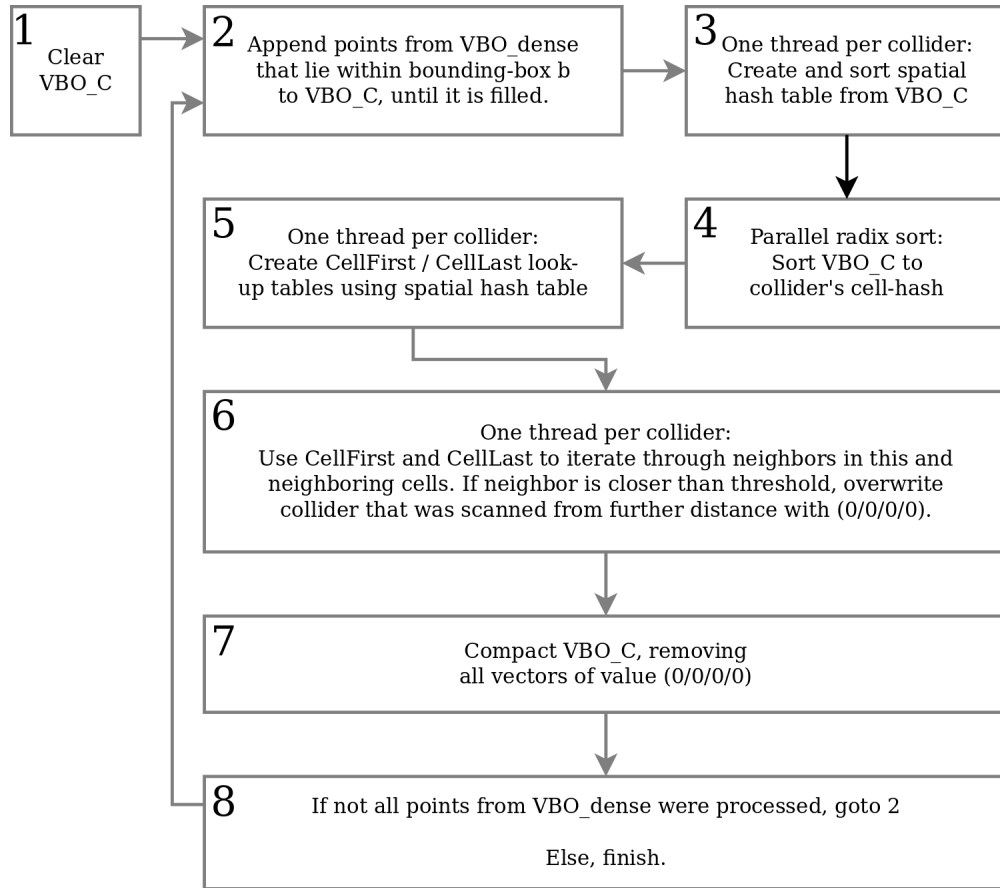 1
Clear
VBO_C
2
Append points from VBO_dense
that lie within bounding-box b
to VBO_C, until it is filled.
3
One thread per collider:
Create and sort spatial
hash table from VBO_C
4
Parallel radix sort:
Sort VBO_C to
collider's cell-hash
5
One thread per collider:
Create CellFirst / CellLast look-
up tables using spatial hash table
6
One thread per collider:
Use CellFirst and CellLast to iterate through neighbors in this and
neighboring cells. If neighbor is closer than threshold, overwrite
collider that was scanned from further distance with (0/0/0/0).
7
Compact VBO_C, removing
all vectors of value (0/0/0/0)
8
If not all points from VBO_dense were processed, goto 2
Else, finish.